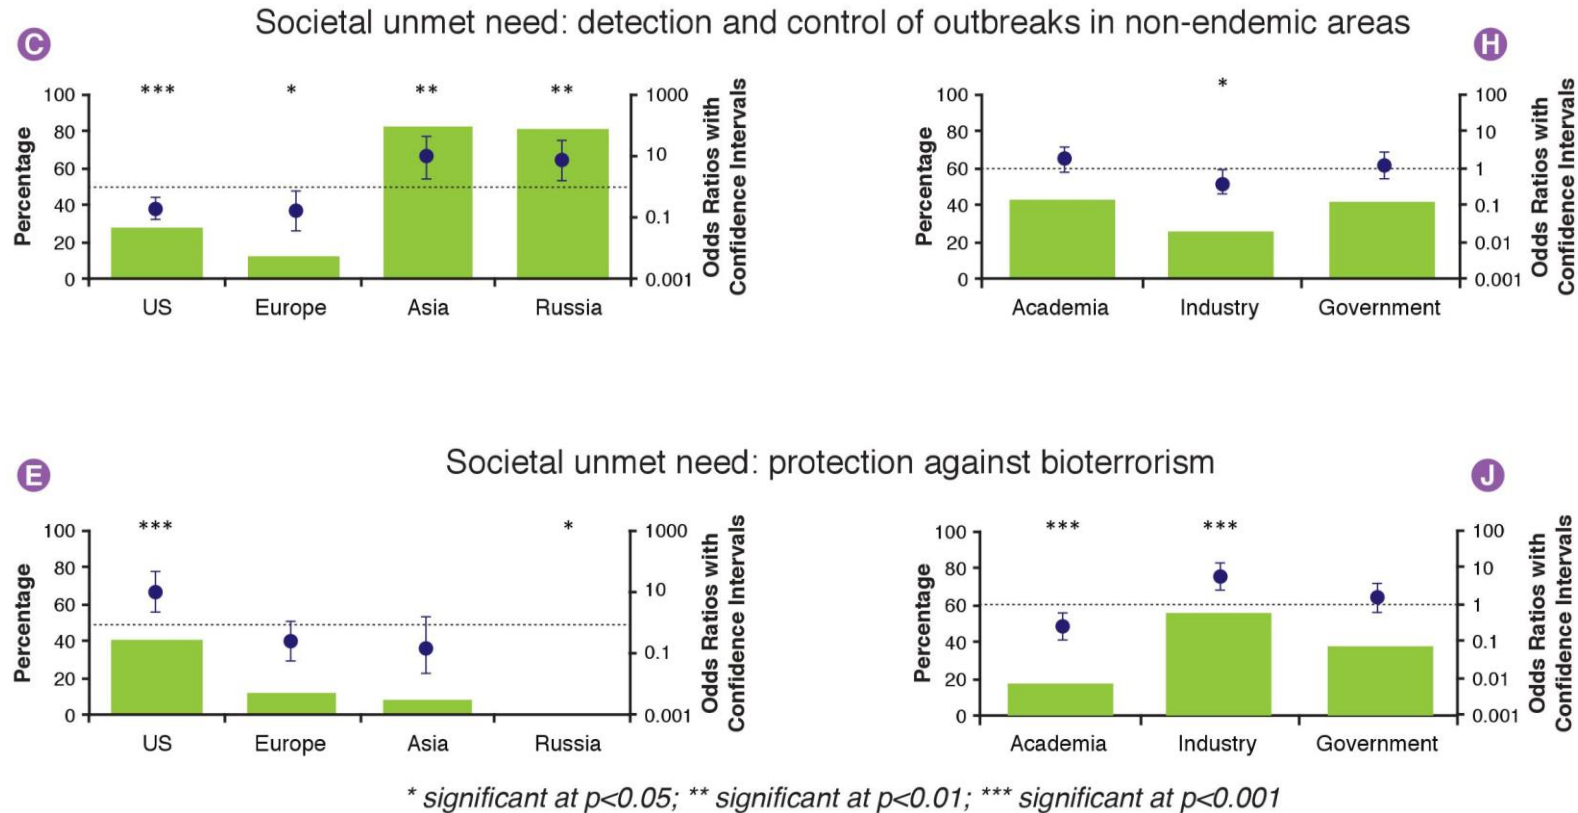 Societal unmet need: detection and control of outbreaks in non-endemic areas
C
H
*** * ** **
100
80
60
40
20
0
Percentage
1000
10
0.1
0.001
Odds Ratios with
Confidence Intervals
US Europe Asia Russia
*
100
80
60
40
20
0
Percentage
100
10
1
0.1
0.01
0.001
Odds Ratios with
Confidence Intervals
Academia Industry Government
Societal unmet need: protection against bioterrorism
E
J
*** *
100
80
60
40
20
0
Percentage
1000
10
0.1
0.001
Odds Ratios with
Confidence Intervals
US Europe Asia Russia
*** ***
100
80
60
40
20
0
Percentage
100
10
1
0.1
0.01
0.001
Odds Ratios with
Confidence Intervals
Academia Industry Government
* significant at p<0.05; ** significant at p<0.01; *** significant at p<0.001